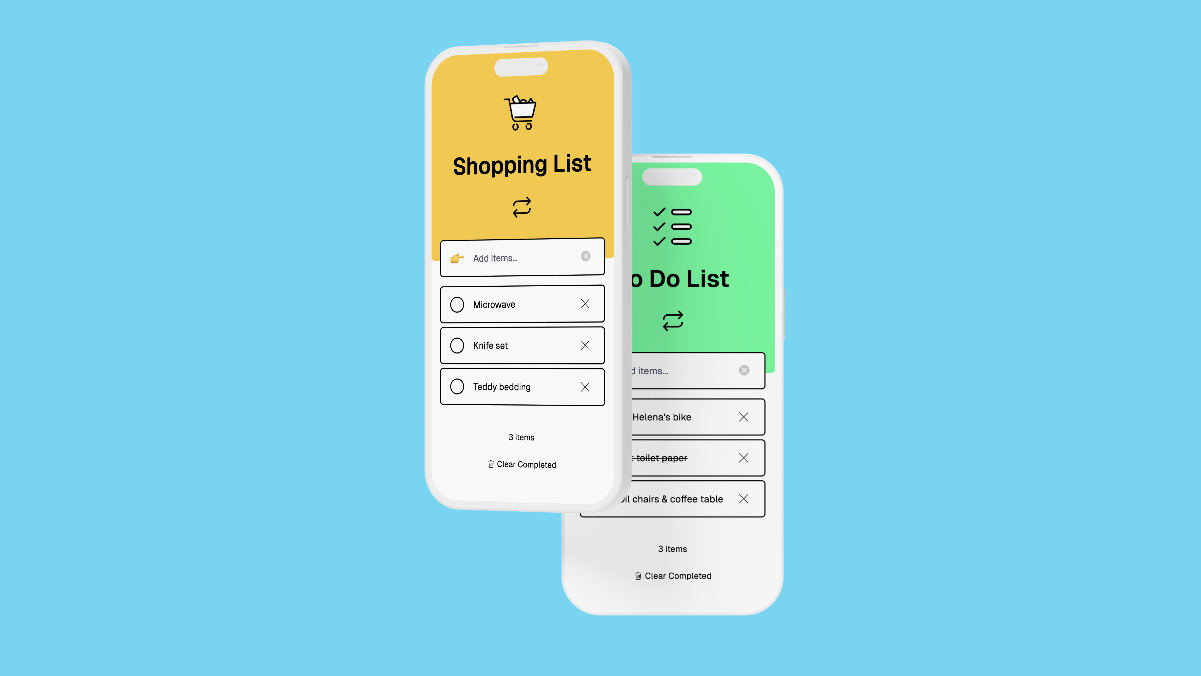 Shopping List
Add items...
Microwave
Knife set
Teddy bedding
3 items
Clear Completed
o Do List
d items...
Helena's bike
toilet paper
oil chairs & coffee table
3 items
Clear Completed